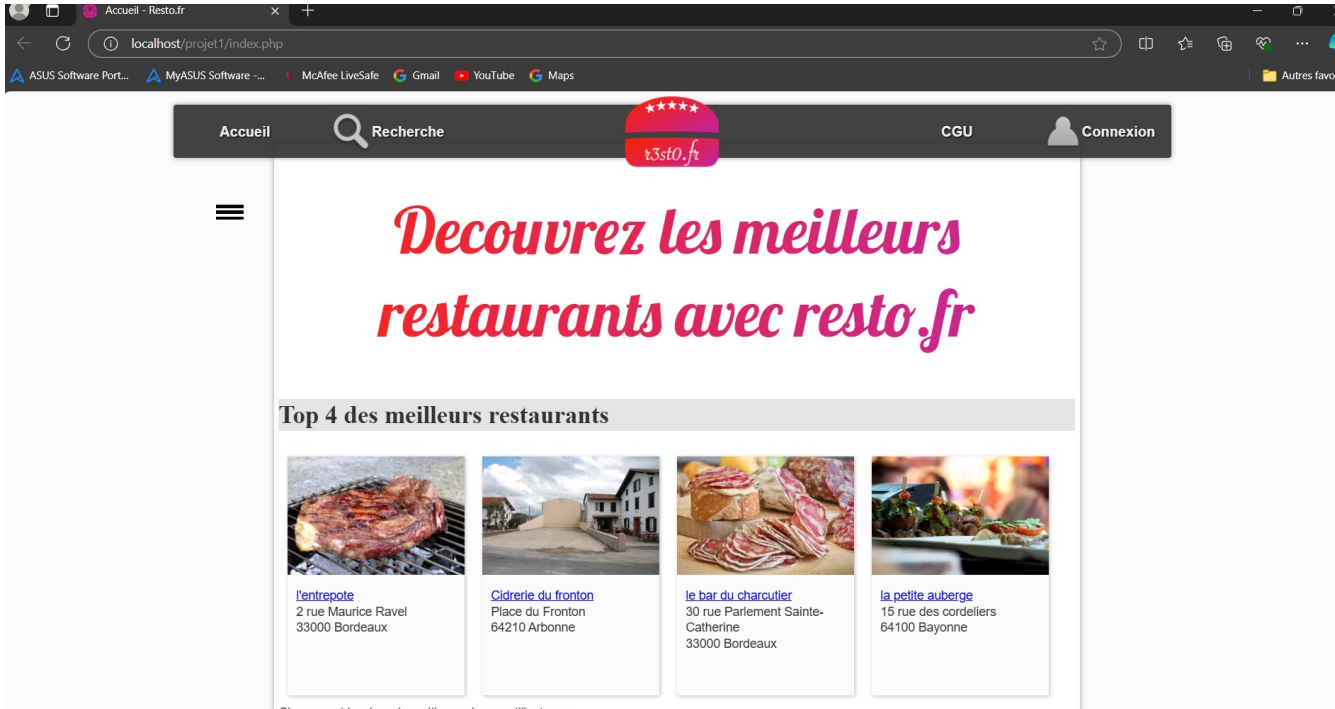 Accueil - Resto.fr
localhost/projet1/index.php
ASUS Software Port... MyASUS Software -... McAfee LiveSafe Gmail YouTube Maps Autres favo
Accueil Recherche r3st0.fr CGU Connexion
Decouvrez les meilleurs
restaurants avec resto.fr
Top 4 des meilleurs restaurants
l'entrepote
2 rue Maurice Ravel
33000 Bordeaux
Cidrerie du fronton
Place du Fronton
64210 Arbonne
le bar du charcutier
30 rue Parlement Sainte-
Catherine
33000 Bordeaux
la petite auberge
15 rue des cordeliers
64100 Bayonne